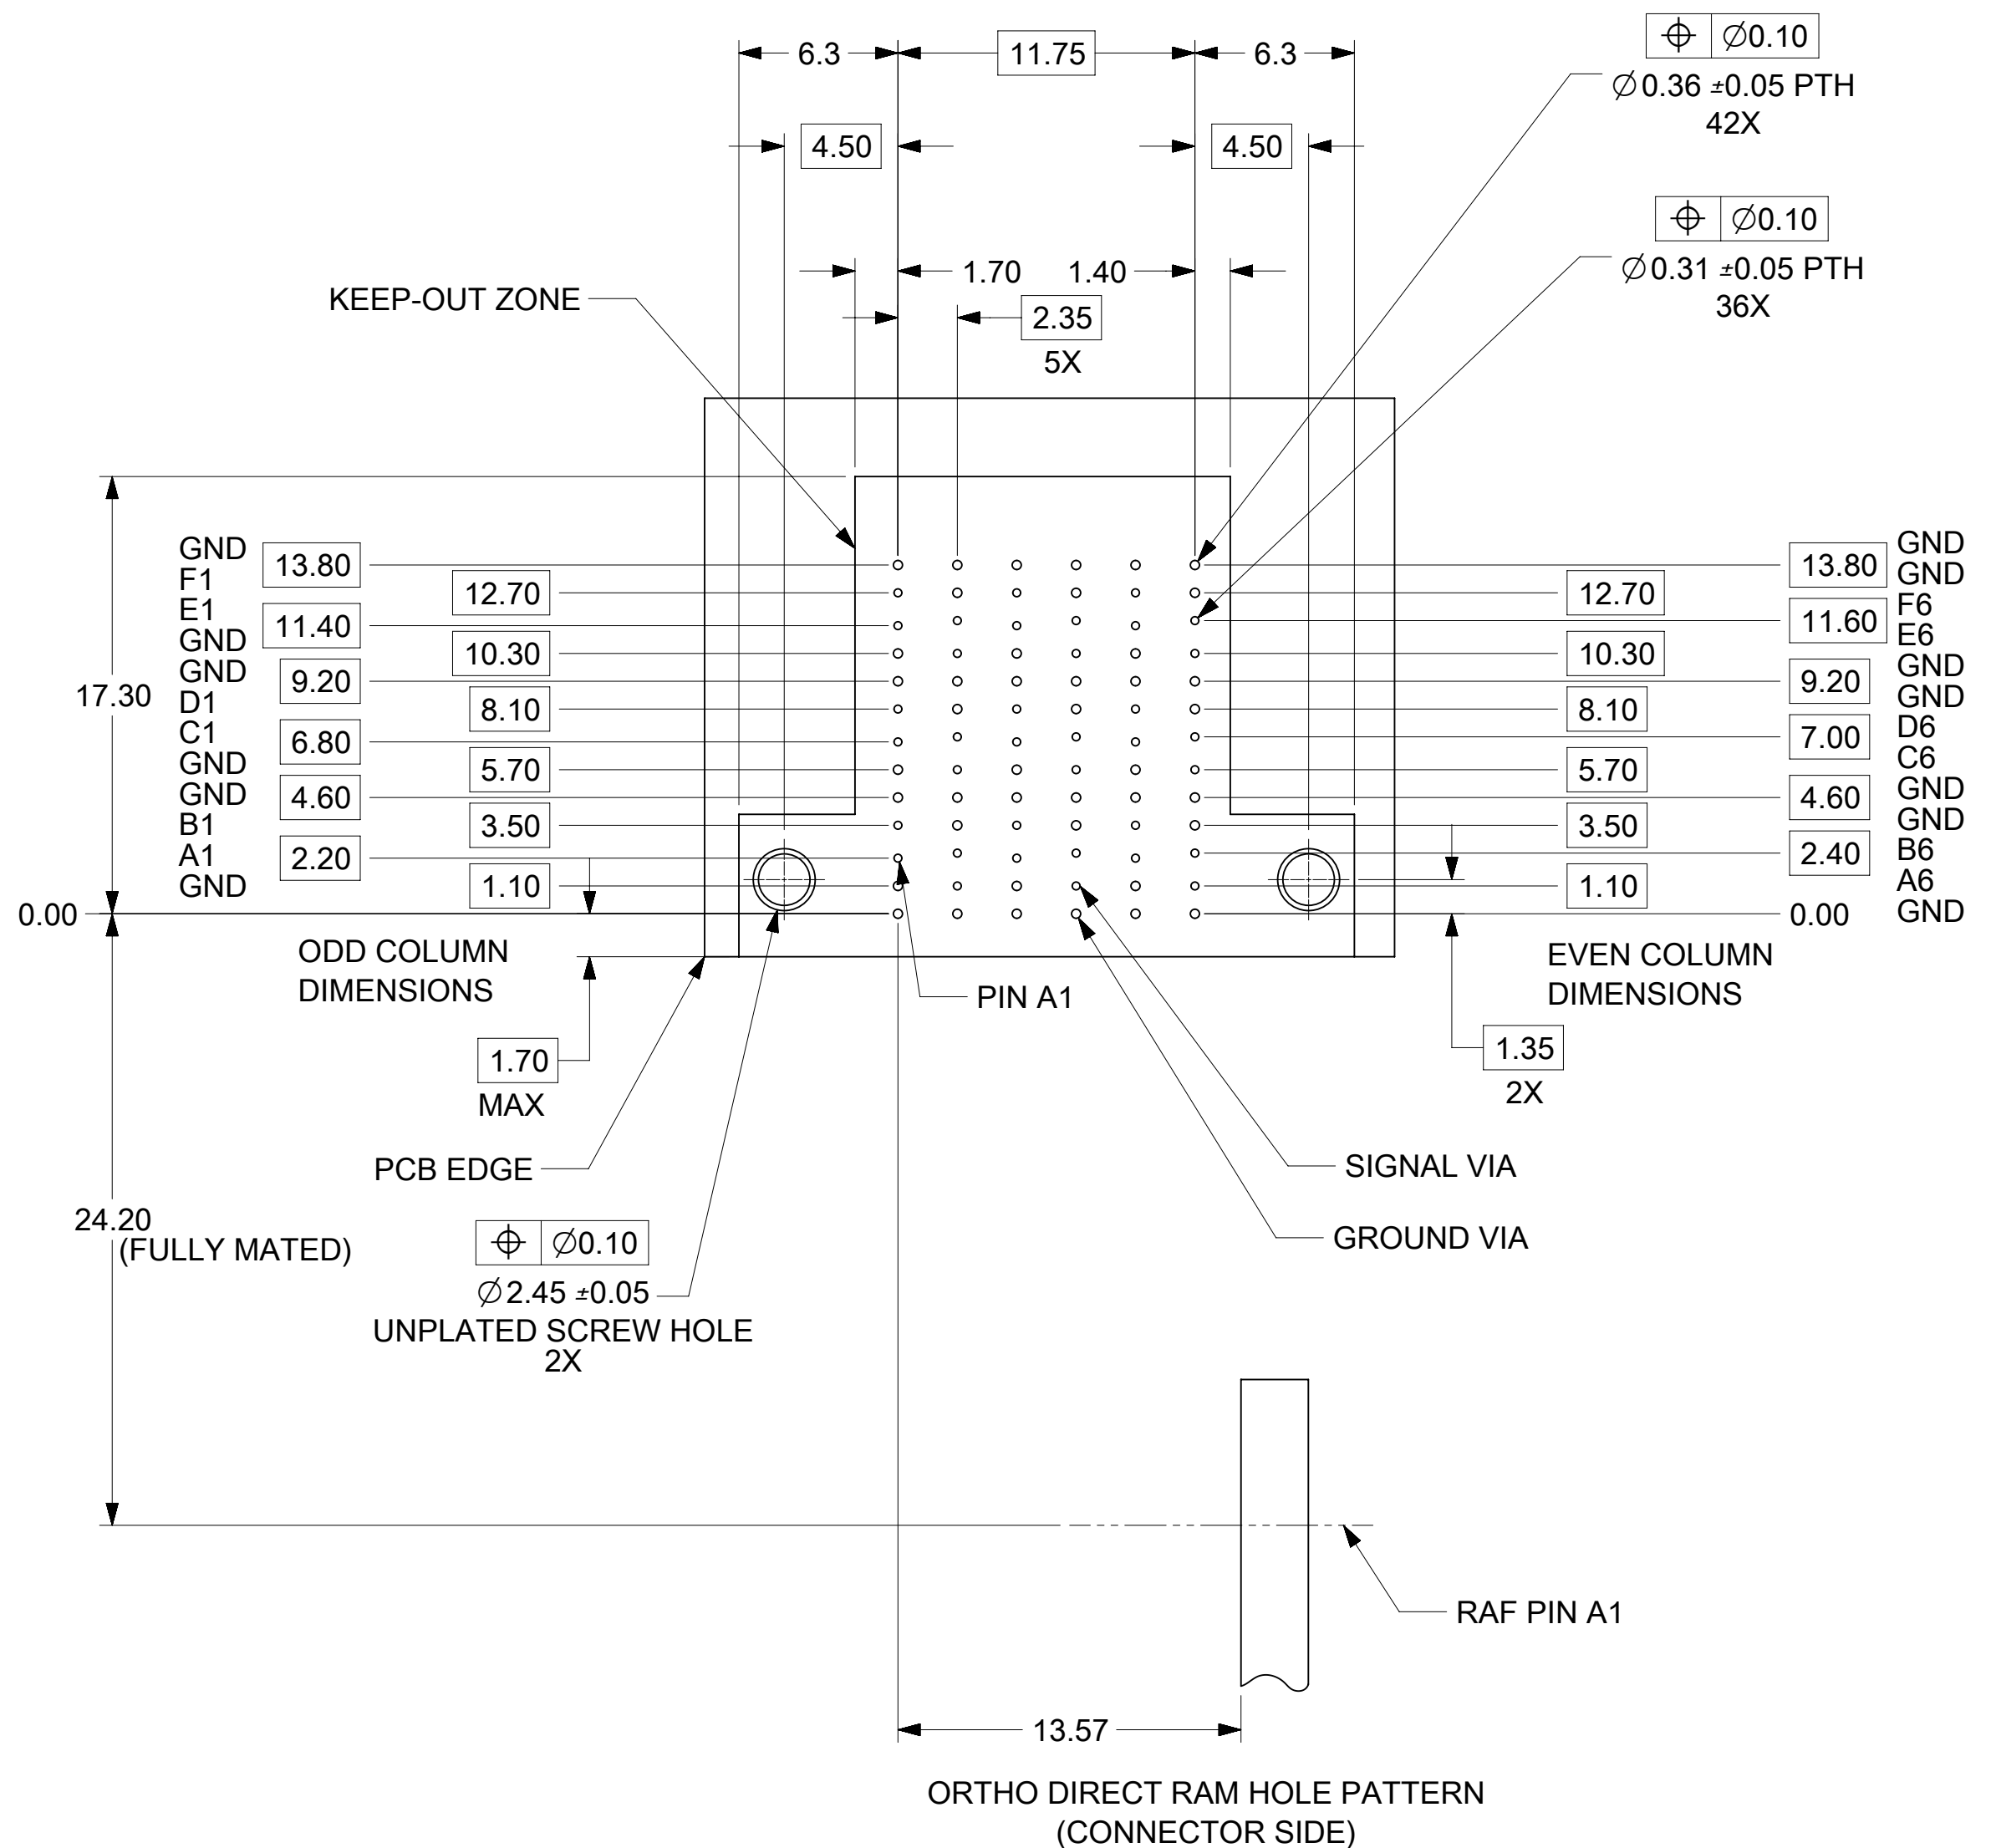 6.3
11.75
6.3
⌖ ∅0.10
∅0.36 ±0.05 PTH
42X
4.50
4.50
⌖ ∅0.10
∅0.31 ±0.05 PTH
36X
KEEP-OUT ZONE
1.70
1.40
2.35
5X
17.30
GND
F1
E1
GND
GND
D1
C1
GND
GND
B1
A1
GND
13.80
12.70
11.40
10.30
9.20
8.10
6.80
5.70
4.60
3.50
2.20
1.10
0.00
13.80
12.70
11.60
10.30
9.20
8.10
7.00
5.70
4.60
3.50
2.40
1.10
0.00
GND
GND
F6
E6
GND
GND
D6
C6
GND
GND
B6
A6
GND
ODD COLUMN
DIMENSIONS
EVEN COLUMN
DIMENSIONS
PIN A1
1.70
MAX
1.35
2X
PCB EDGE
SIGNAL VIA
24.20
(FULLY MATED)
GROUND VIA
⌖ ∅0.10
∅2.45 ±0.05
UNPLATED SCREW HOLE
2X
RAF PIN A1
13.57
ORTHO DIRECT RAM HOLE PATTERN
(CONNECTOR SIDE)